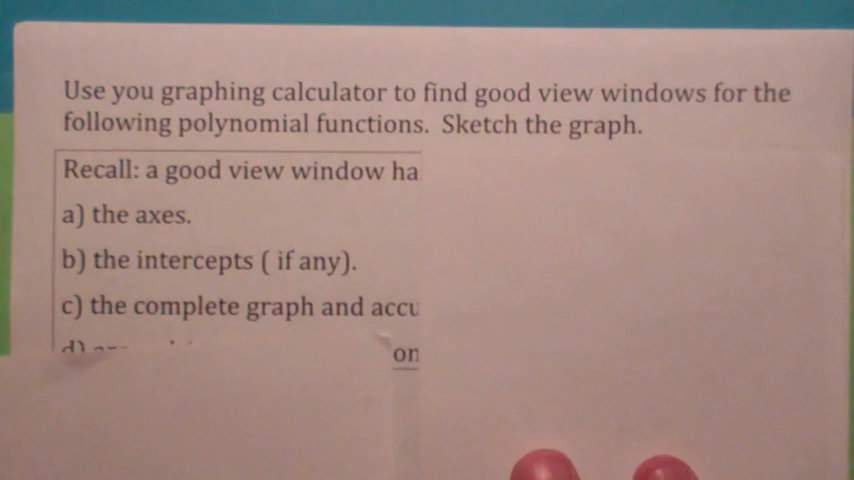 Use you graphing calculator to find good view windows for the
following polynomial functions. Sketch the graph.
Recall: a good view window ha
a) the axes.
b) the intercepts ( if any).
c) the complete graph and accu
d) on